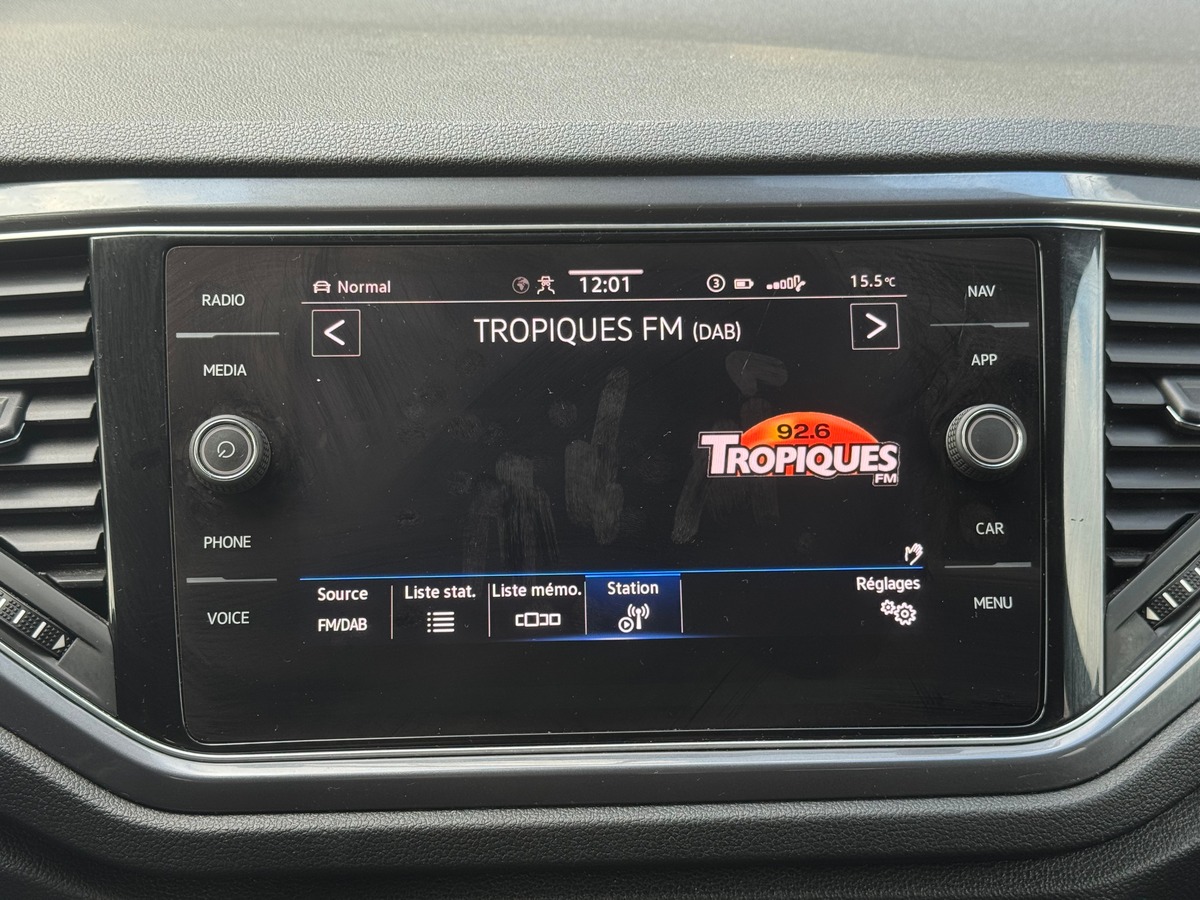 RADIO
MEDIA
PHONE
VOICE
Normal
12:01
3
15.5°C
TROPIQUES FM (DAB)
92.6
TROPIQUES
FM
Source
FM/DAB
Liste stat.
Liste mémo.
Station
Réglages
NAV
APP
CAR
MENU